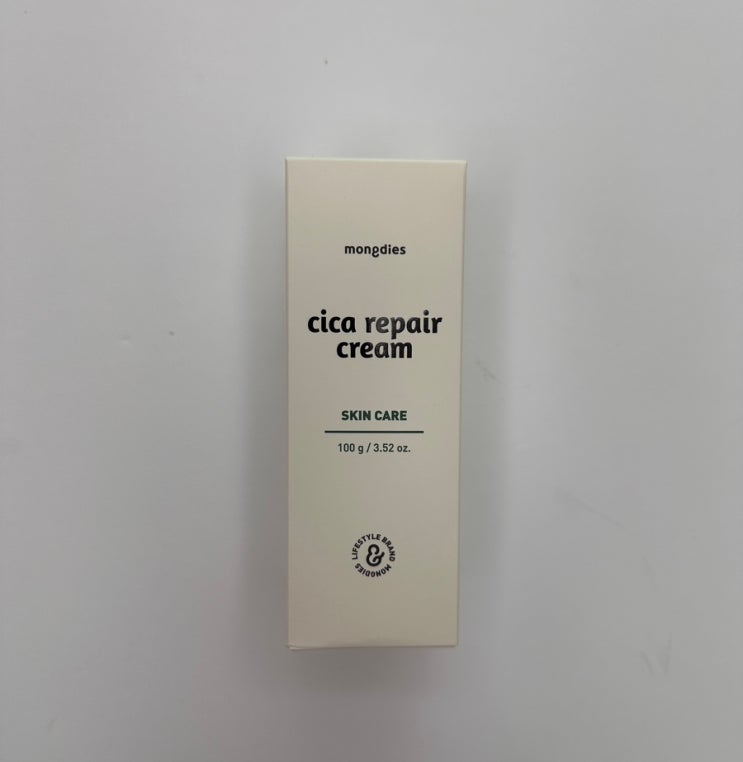 mongdies
cica repair
cream
SKIN CARE
100 g / 3.52 oz.
LIFESTYLE BRAND MONGDIES
&